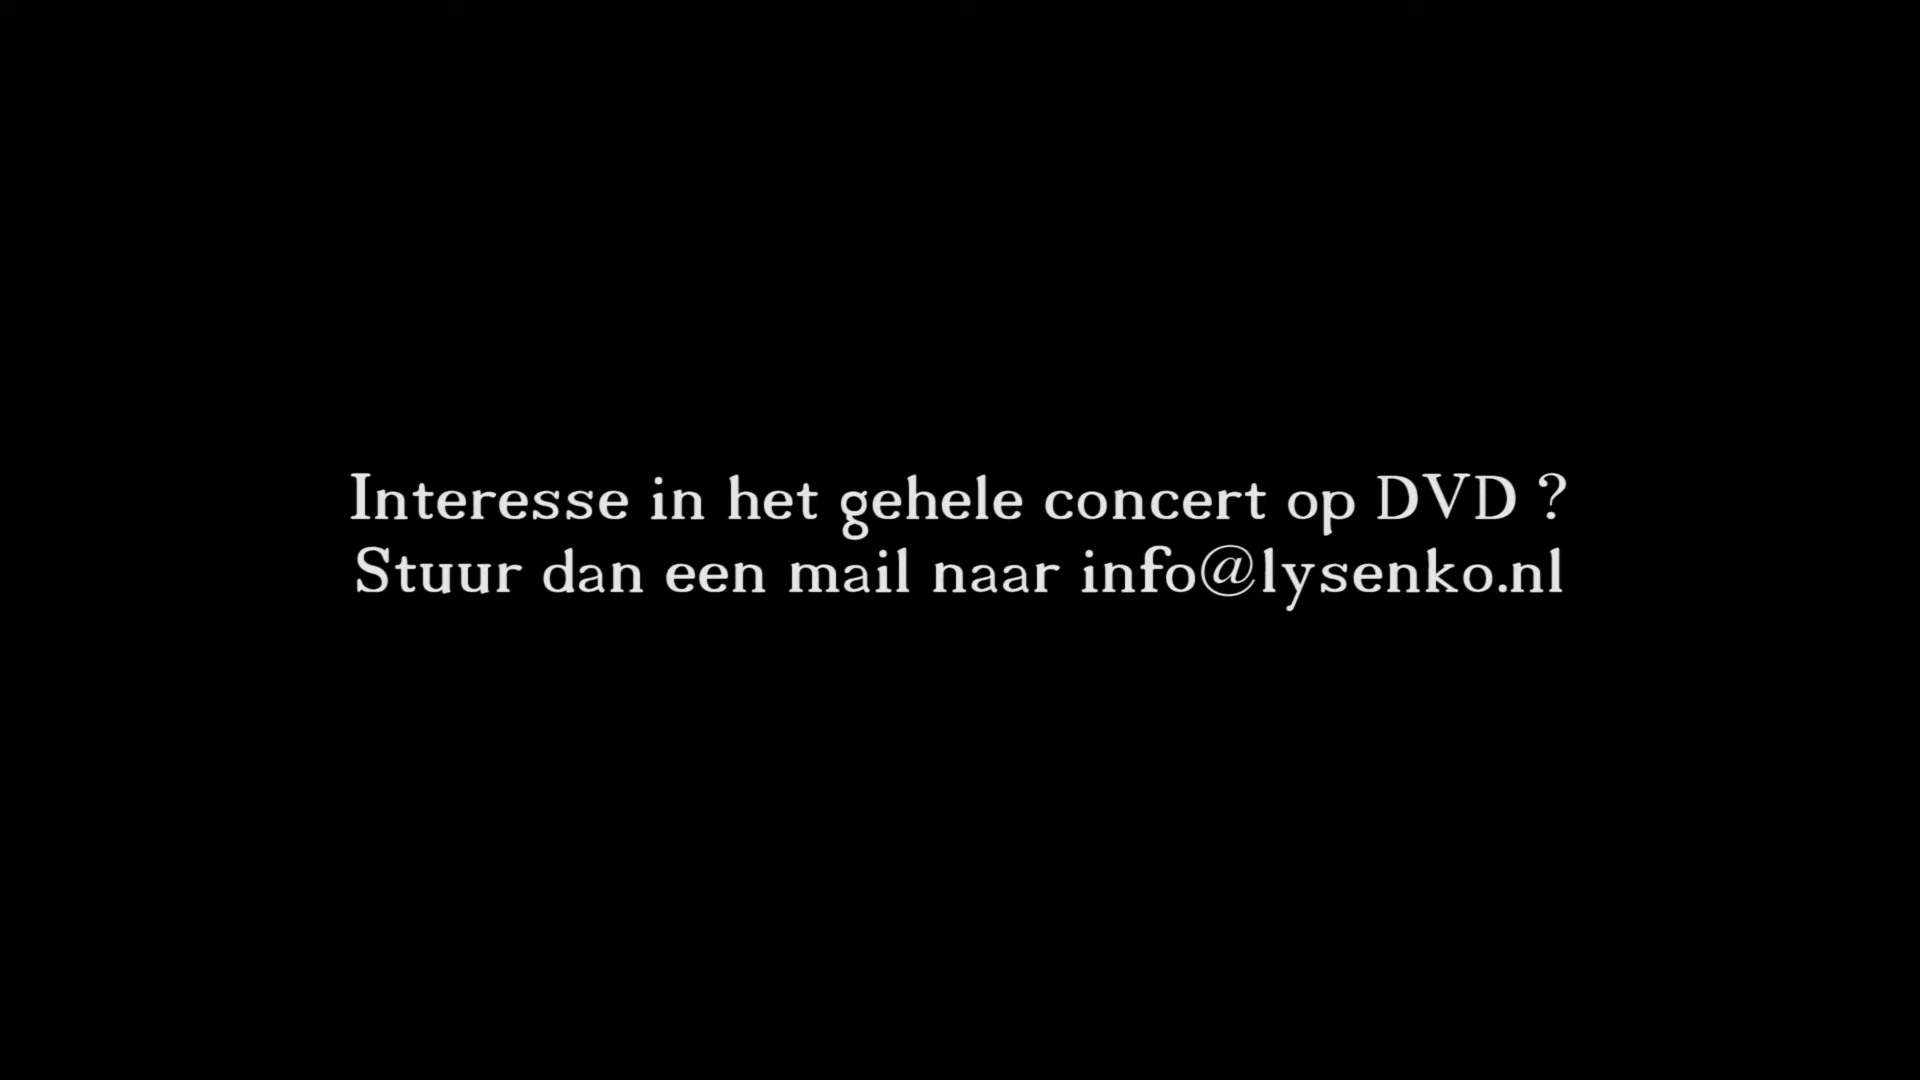 Interesse in het gehele concert op DVD ?
Stuur dan een mail naar info@lysenko.nl